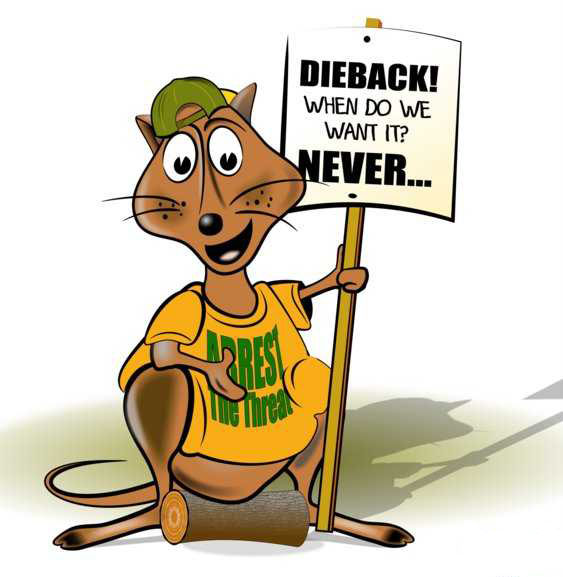 DIEBACK!
WHEN DO WE
WANT IT?
NEVER...
ARREST
The Threat